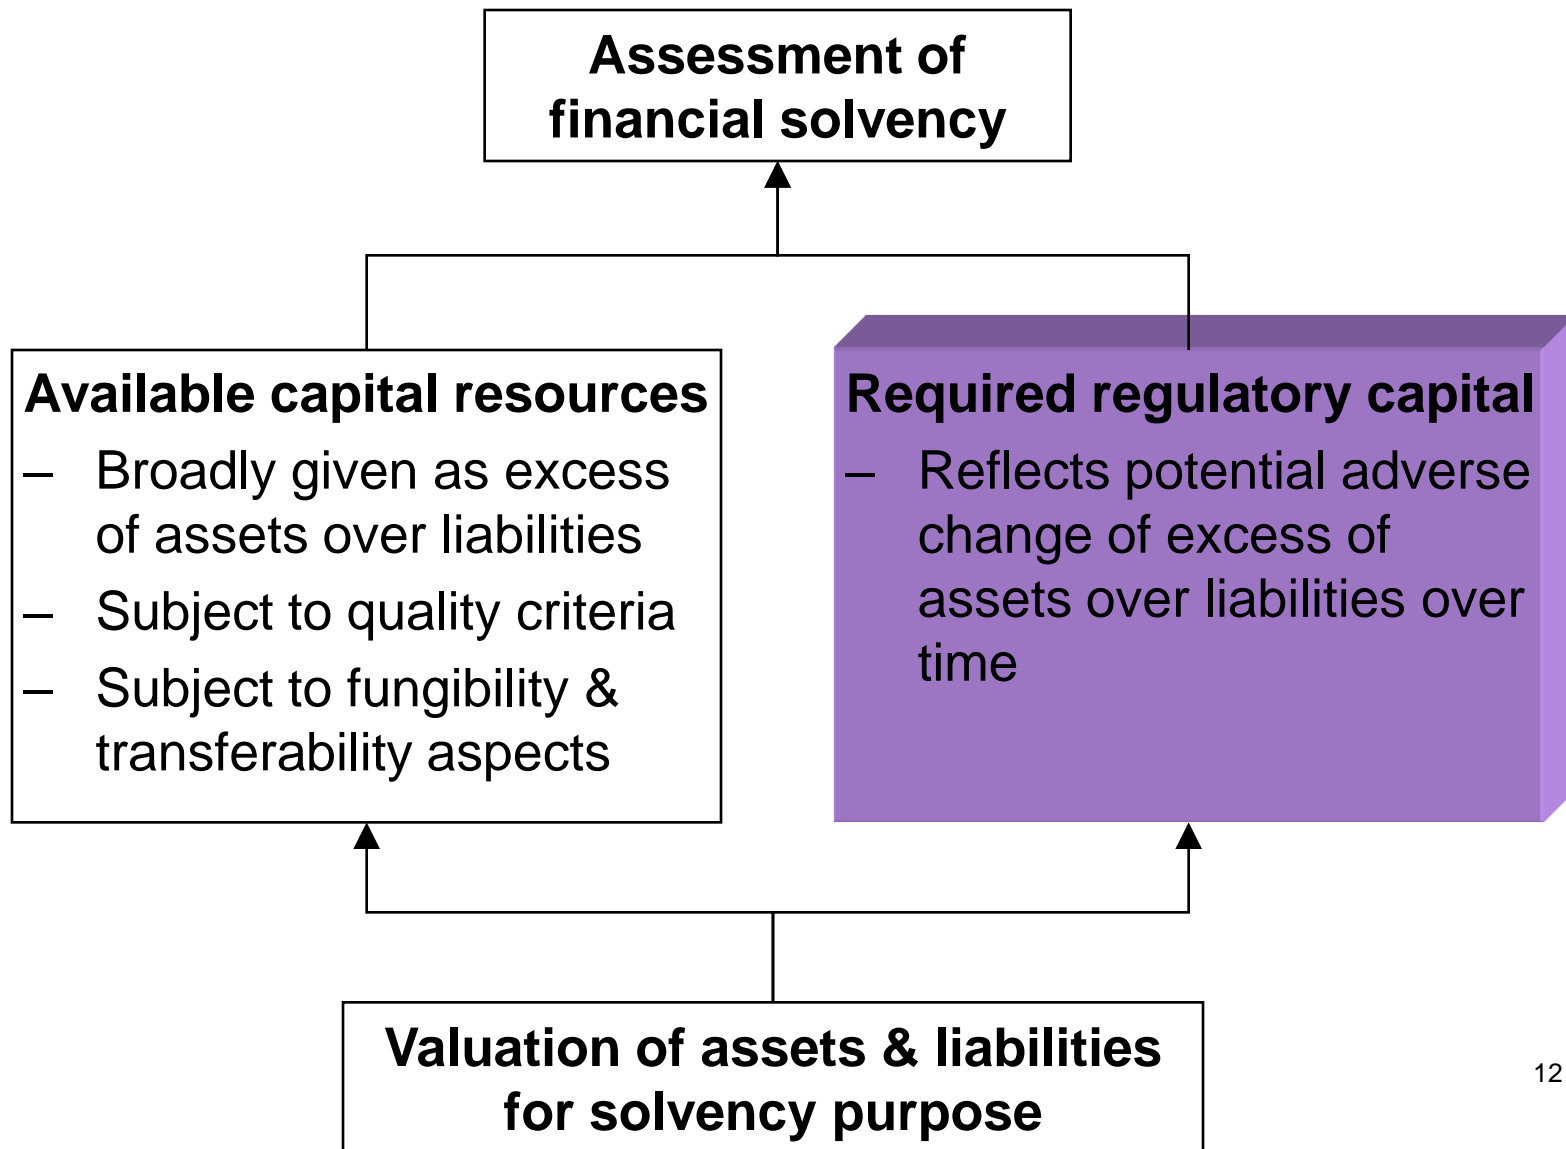 Assessment of
financial solvency
Available capital resources
– Broadly given as excess
of assets over liabilities
– Subject to quality criteria
– Subject to fungibility &
transferability aspects
Required regulatory capital
– Reflects potential adverse
change of excess of
assets over liabilities over
time
Valuation of assets & liabilities
for solvency purpose
12